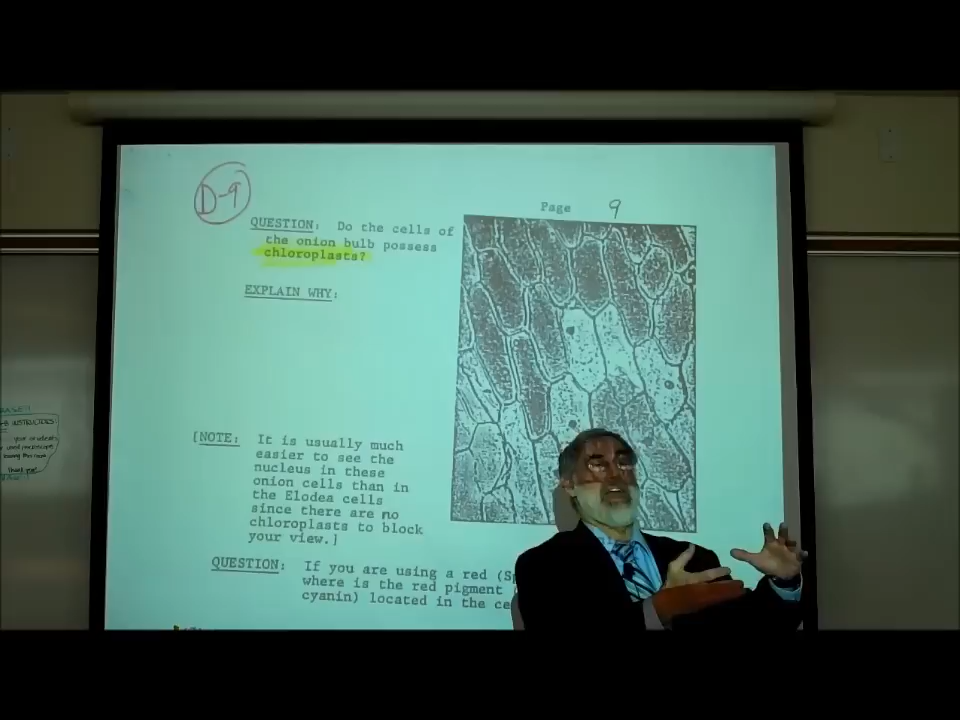 D-9
Page 9
QUESTION: Do the cells of
the onion bulb possess
chloroplasts?
EXPLAIN WHY:
[NOTE: It is usually much
easier to see the
nucleus in these
onion cells than in
the Elodea cells
since there are no
chloroplasts to block
your view.]
QUESTION: If you are using a red
where is the red pigment
cyanin) located in the
INSTRUCTORS:
thank you!